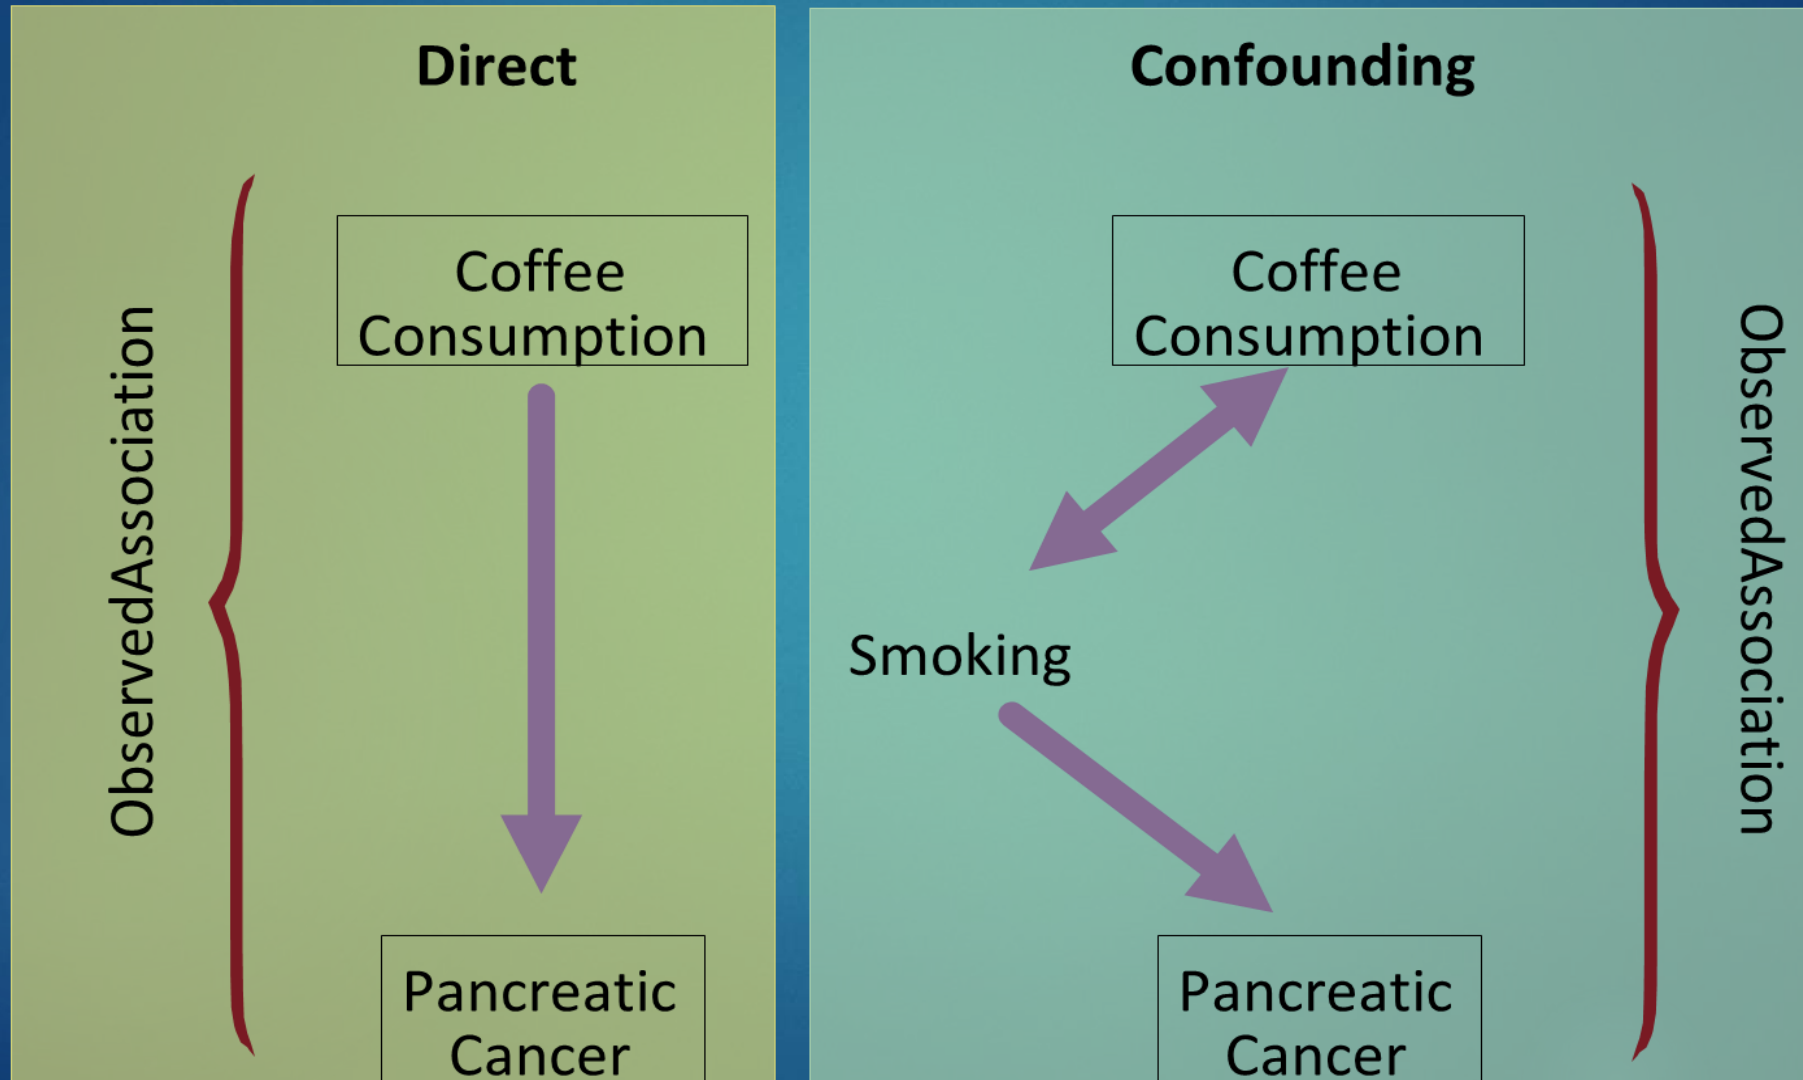 Direct
ObservedAssociation
Coffee
Consumption
Pancreatic
Cancer
Confounding
Coffee
Consumption
Smoking
Pancreatic
Cancer
ObservedAssociation